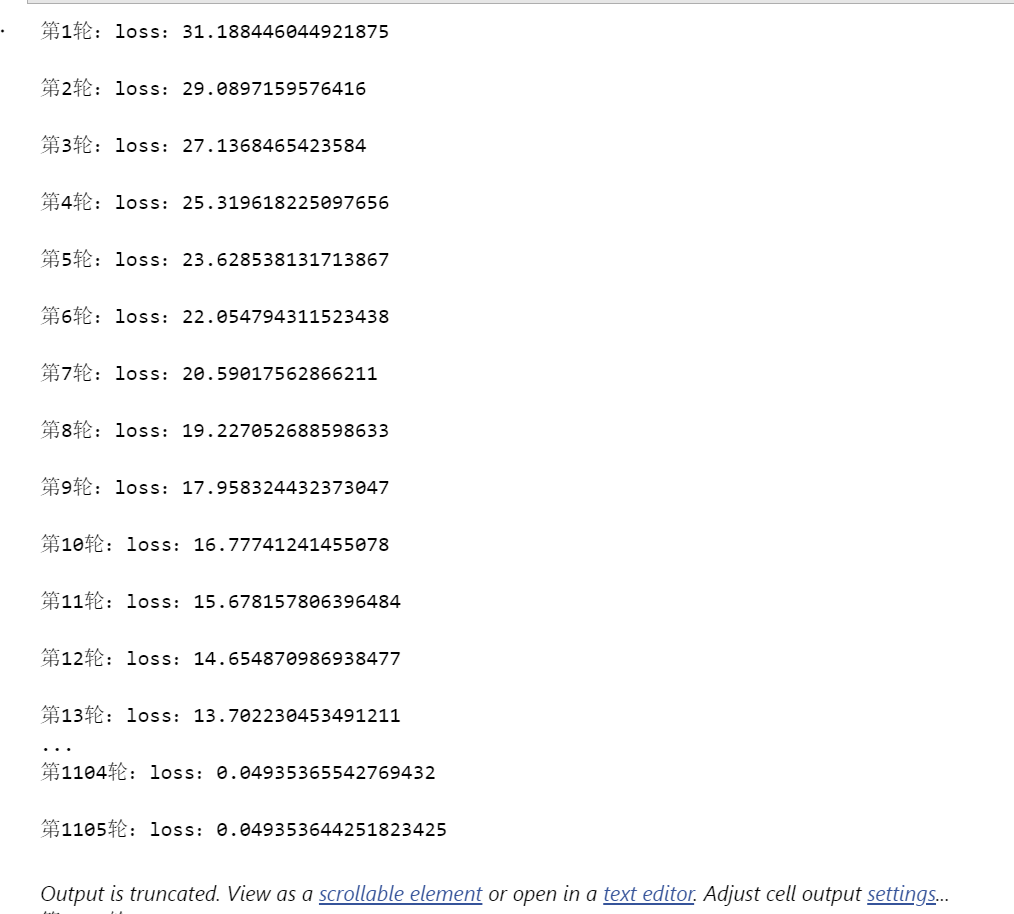 第1轮：loss：31.188446044921875
第2轮：loss：29.0897159576416
第3轮：loss：27.1368465423584
第4轮：loss：25.319618225097656
第5轮：loss：23.628538131713867
第6轮：loss：22.054794311523438
第7轮：loss：20.59017562866211
第8轮：loss：19.227052688598633
第9轮：loss：17.958324432373047
第10轮：loss：16.77741241455078
第11轮：loss：15.678157806396484
第12轮：loss：14.654870986938477
第13轮：loss：13.702230453491211
...
第1104轮：loss：0.04935365542769432
第1105轮：loss：0.049353644251823425
Output is truncated. View as a scrollable element or open in a text editor. Adjust cell output settings...